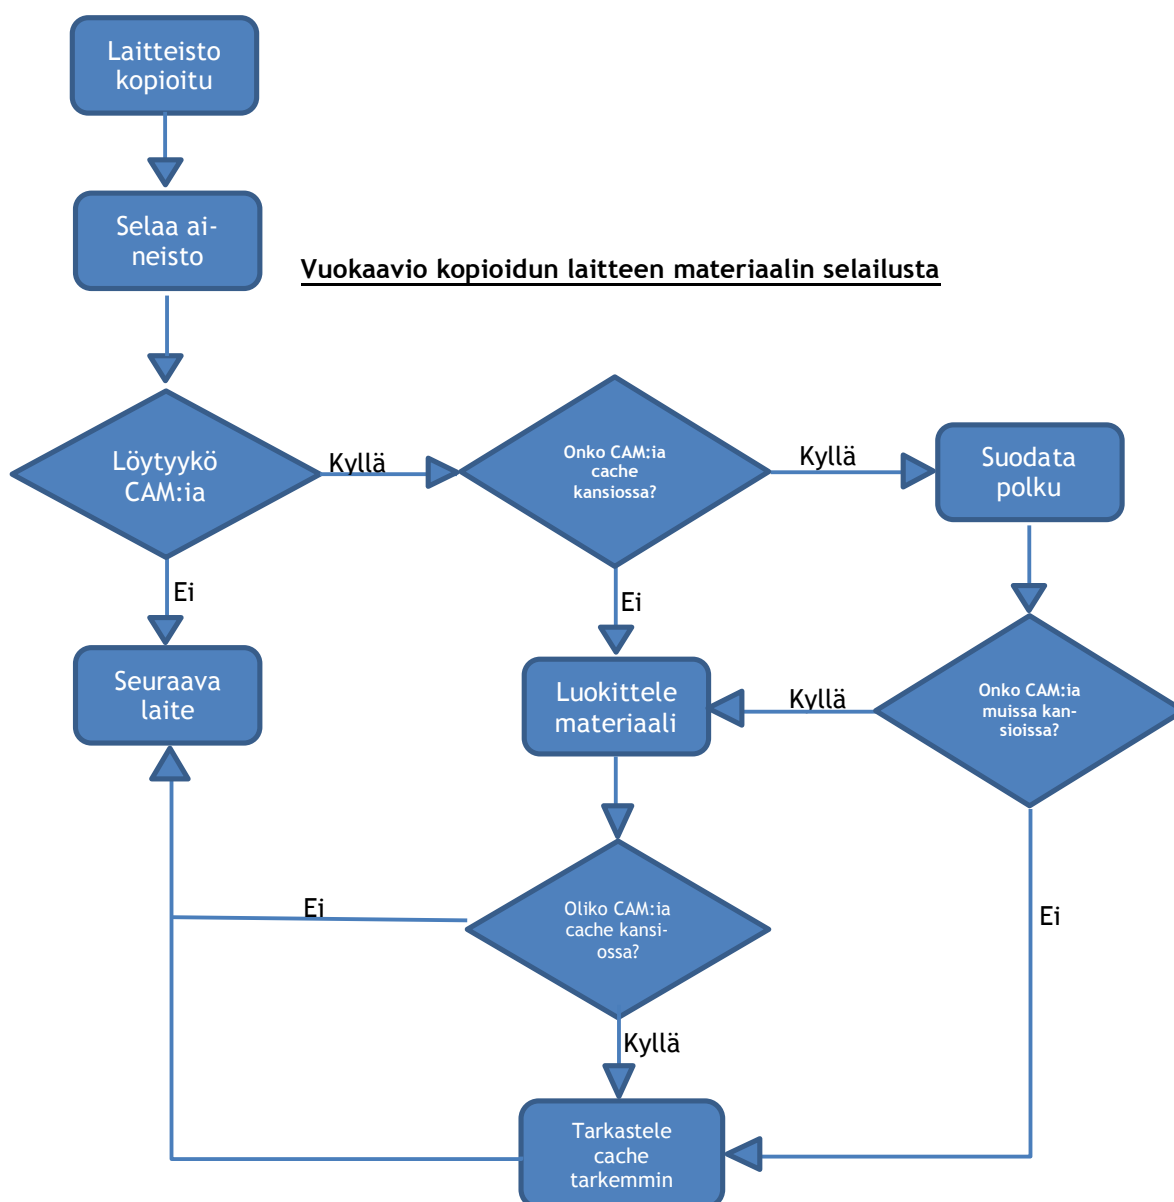 Laitteisto
kopioitu
Selaa ai-
neisto
Vuokaavio kopioidun laitteen materiaalin selailusta
Löytyykö
CAM:ia
Kyllä
Onko CAM:ia
cache
kansiossa?
Kyllä
Suodata
polku
Ei
Ei
Seuraava
laite
Luokittele
materiaali
Kyllä
Onko CAM:ia
muissa kan-
sioissa?
Ei
Oliko CAM:ia
cache kansi-
ossa?
Ei
Kyllä
Tarkastele
cache
tarkemmin